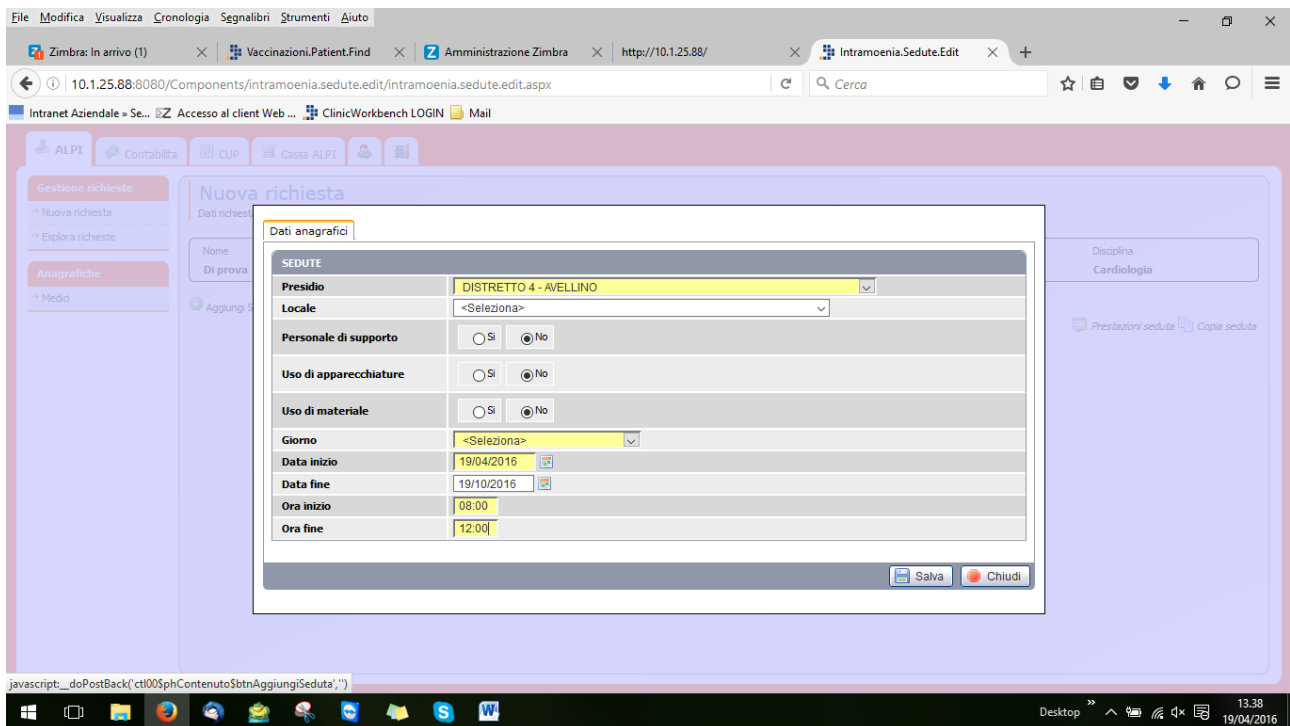 File Modifica Visualizza Cronologia Segnalibri Strumenti Aiuto
Zimbra: In arrivo (1) Vaccinazioni.Patient.Find Amministrazione Zimbra http://10.1.25.88/ Intramoenia.Sedute.Edit
10.1.25.88:8080/Components/intramoenia.sedute.edit/intramoenia.sedute.edit.aspx Cerca
Intranet Aziendale » Se... Accesso al client Web ... ClinicWorkbench LOGIN Mail
ALPI Contabilita CUP Cassa ALPI
Gestione richieste
Nuova richiesta
Esplora richieste
Anagrafiche
Medici
Nuova richiesta
Dati richiest
Nome
Di prova
Disciplina
Cardiologia
Aggiungi S
Prestazioni seduta Copia seduta
Dati anagrafici
SEDUTE
Presidio DISTRETTO 4 - AVELLINO
Locale <Seleziona>
Personale di supporto Si No
Uso di apparecchiature Si No
Uso di materiale Si No
Giorno <Seleziona>
Data inizio 19/04/2016
Data fine 19/10/2016
Ora inizio 08:00
Ora fine 12:00
Salva Chiudi
javascript:__doPostBack('ctl00$phContenuto$btnAggiungiSeduta','')
Desktop 13.38
19/04/2016